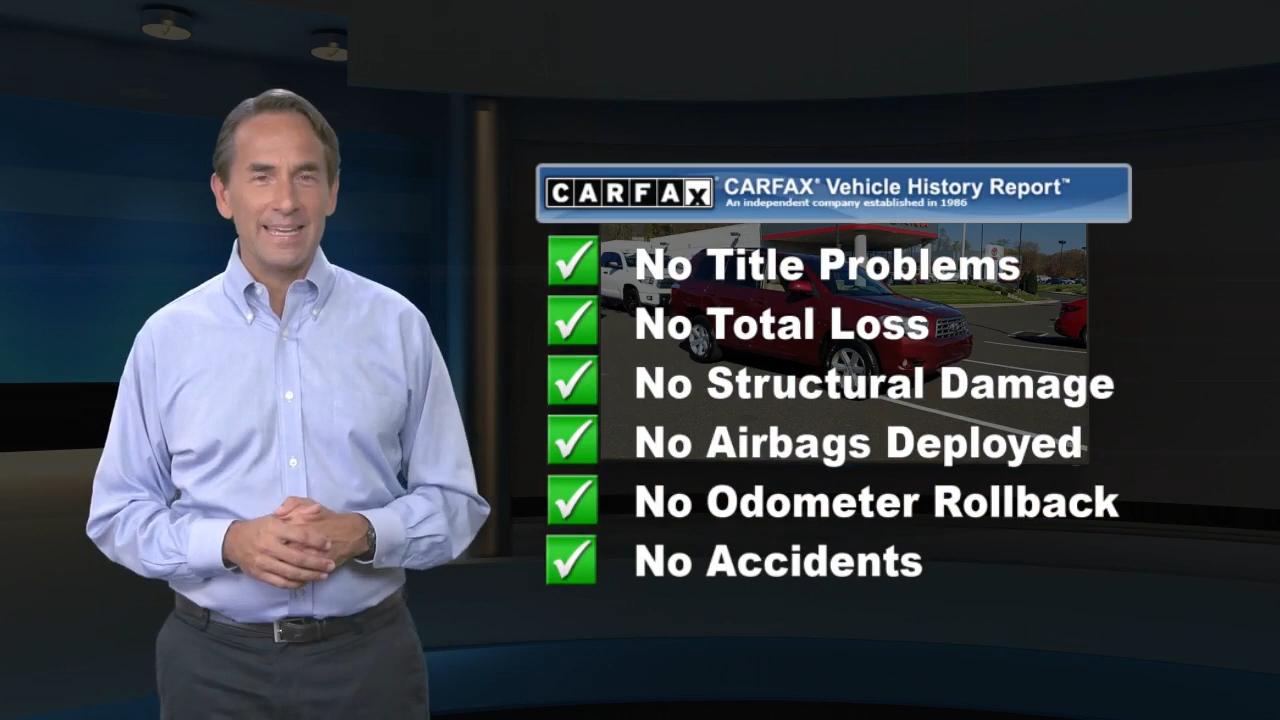 CARFAX
CARFAX® Vehicle History Report™
An independent company established in 1986
No Title Problems
No Total Loss
No Structural Damage
No Airbags Deployed
No Odometer Rollback
No Accidents